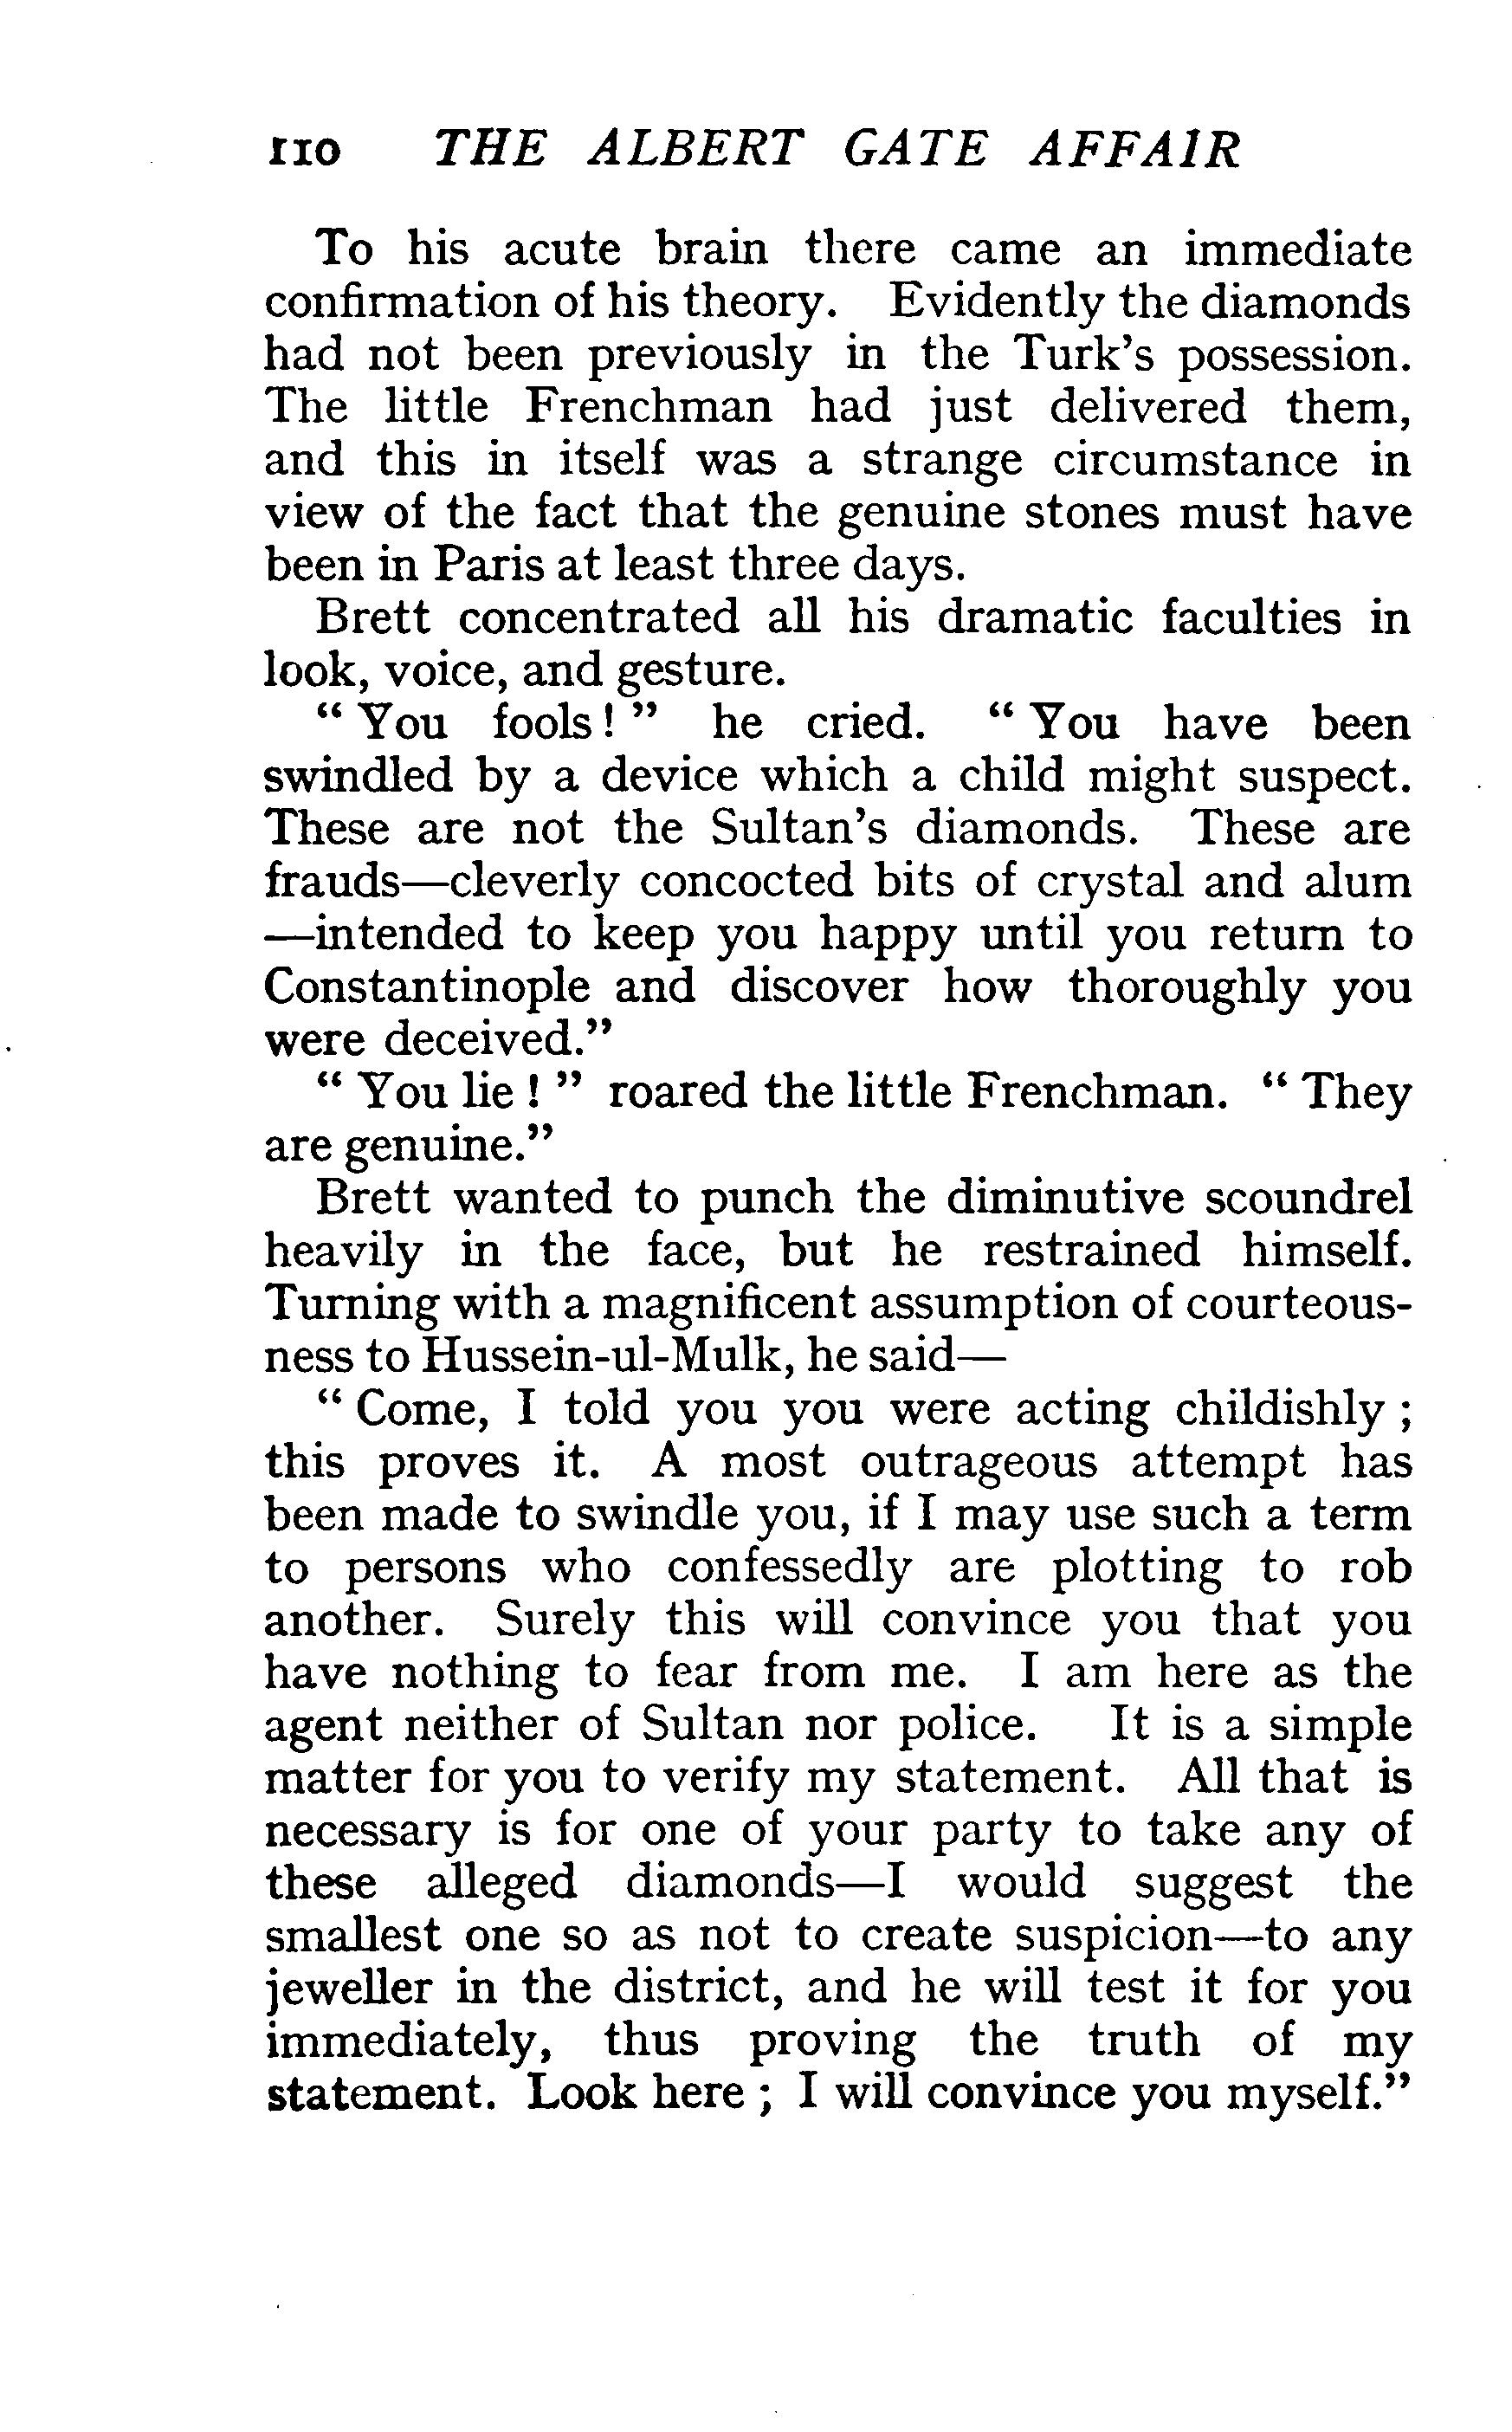 110 THE ALBERT GATE AFFAIR
To his acute brain there came an immediate
confirmation of his theory. Evidently the diamonds
had not been previously in the Turk's possession.
The little Frenchman had just delivered them,
and this in itself was a strange circumstance in
view of the fact that the genuine stones must have
been in Paris at least three days.
Brett concentrated all his dramatic faculties in
look, voice, and gesture.
“ You fools! ” he cried. “ You have been
swindled by a device which a child might suspect.
These are not the Sultan's diamonds. These are
frauds—cleverly concocted bits of crystal and alum
—intended to keep you happy until you return to
Constantinople and discover how thoroughly you
were deceived.”
“ You lie ! ” roared the little Frenchman. “ They
are genuine.”
Brett wanted to punch the diminutive scoundrel
heavily in the face, but he restrained himself.
Turning with a magnificent assumption of courteous-
ness to Hussein-ul-Mulk, he said—
“ Come, I told you you were acting childishly ;
this proves it. A most outrageous attempt has
been made to swindle you, if I may use such a term
to persons who confessedly are plotting to rob
another. Surely this will convince you that you
have nothing to fear from me. I am here as the
agent neither of Sultan nor police. It is a simple
matter for you to verify my statement. All that is
necessary is for one of your party to take any of
these alleged diamonds—I would suggest the
smallest one so as not to create suspicion—to any
jeweller in the district, and he will test it for you
immediately, thus proving the truth of my
statement. Look here ; I will convince you myself.”